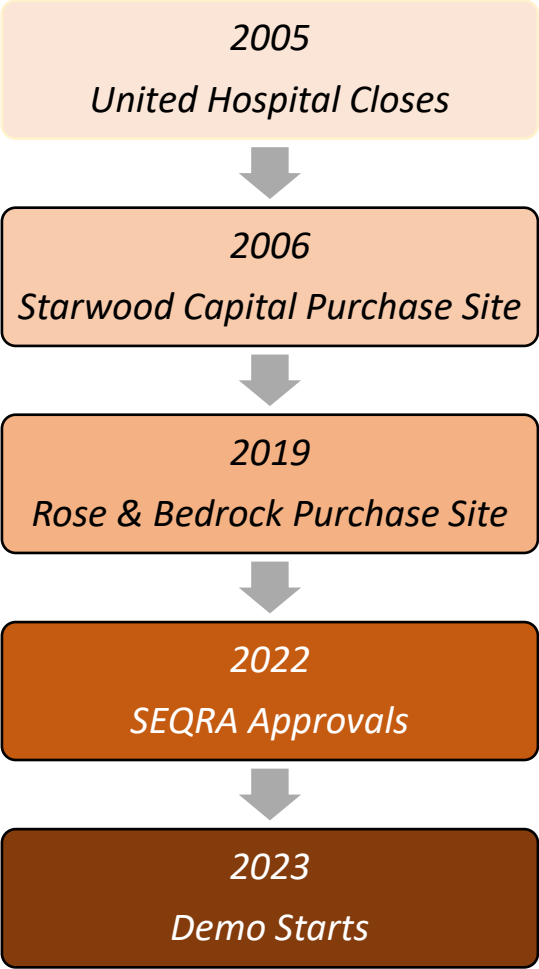 2005
United Hospital Closes
2006
Starwood Capital Purchase Site
2019
Rose & Bedrock Purchase Site
2022
SEQRA Approvals
2023
Demo Starts